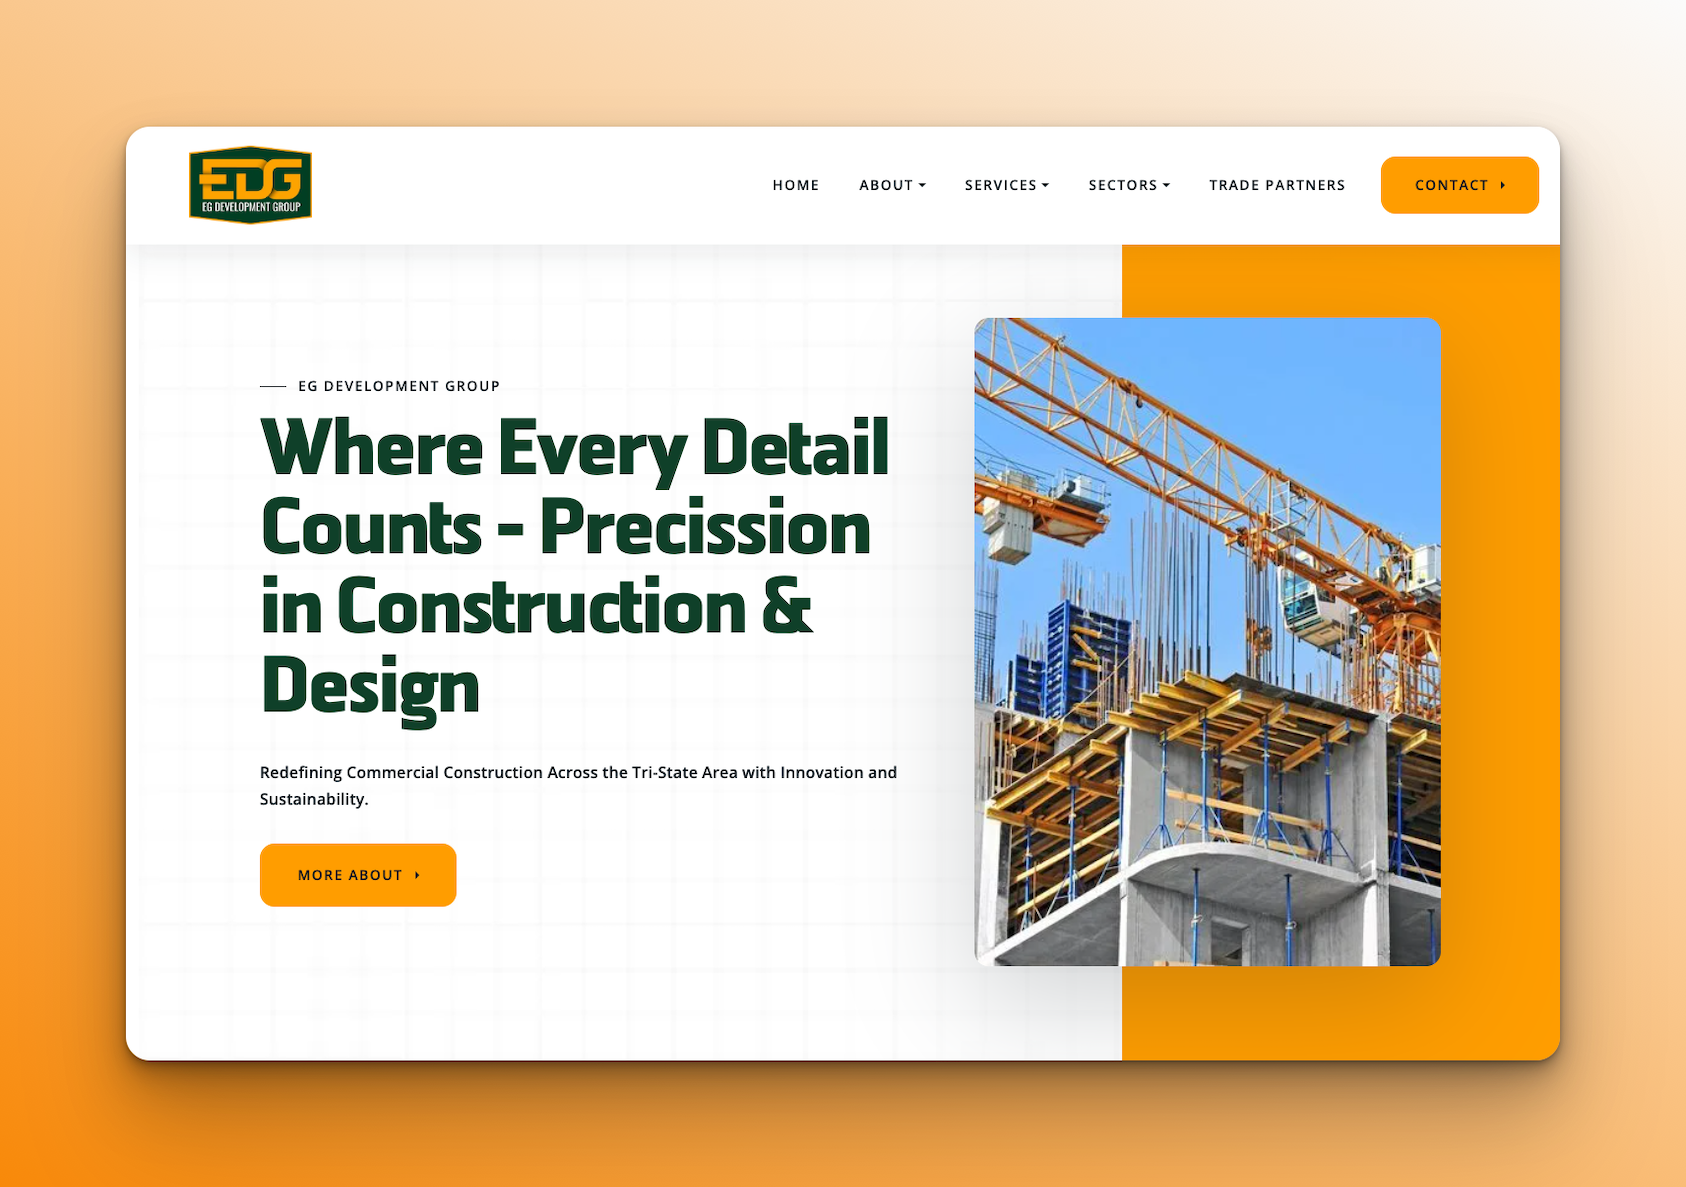 EDG
EG DEVELOPMENT GROUP
HOME ABOUT SERVICES SECTORS TRADE PARTNERS CONTACT
EG DEVELOPMENT GROUP
Where Every Detail
Counts - Precission
in Construction &
Design
Redefining Commercial Construction Across the Tri-State Area with Innovation and
Sustainability.
MORE ABOUT